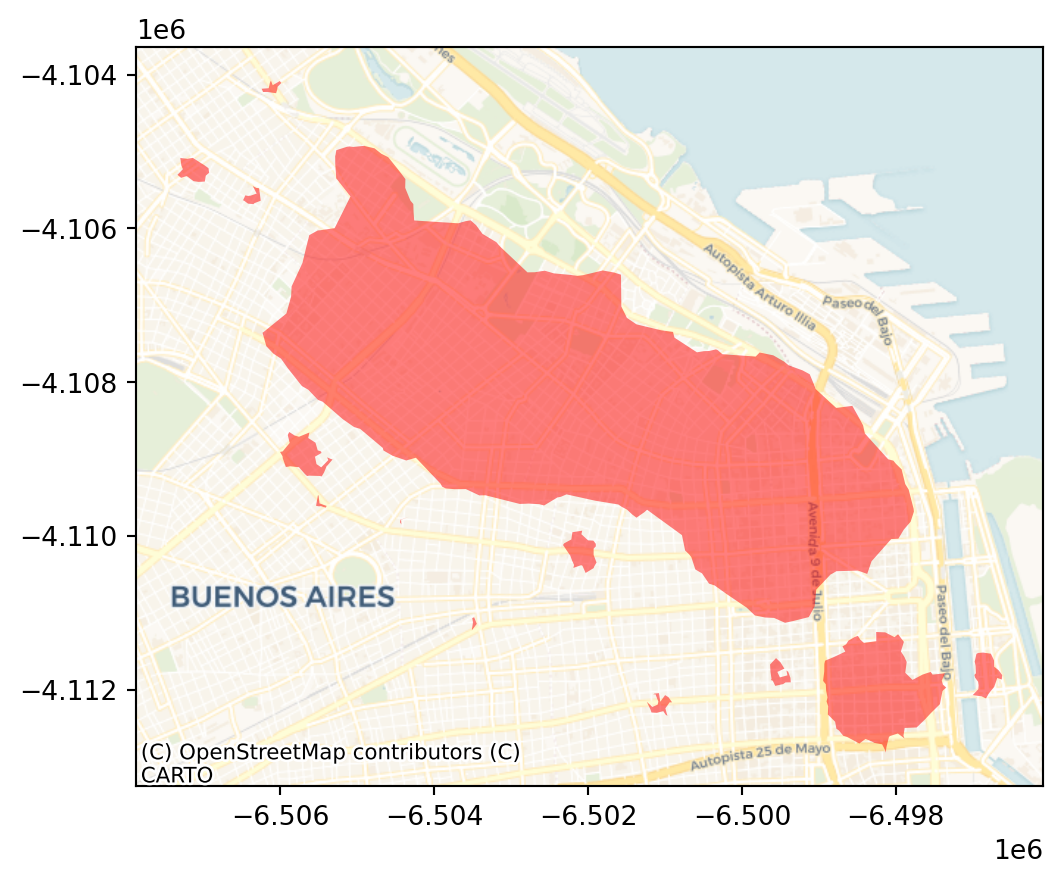 1e6
−4.104
−4.106
−4.108
−4.110
−4.112
Autopista Arturo Illia
Paseo del Bajo
Avenida 9 de Julio
BUENOS AIRES
Paseo del Bajo
Autopista 25 de Mayo
(C) OpenStreetMap contributors (C)
CARTO
−6.506
−6.504
−6.502
−6.500
−6.498
1e6